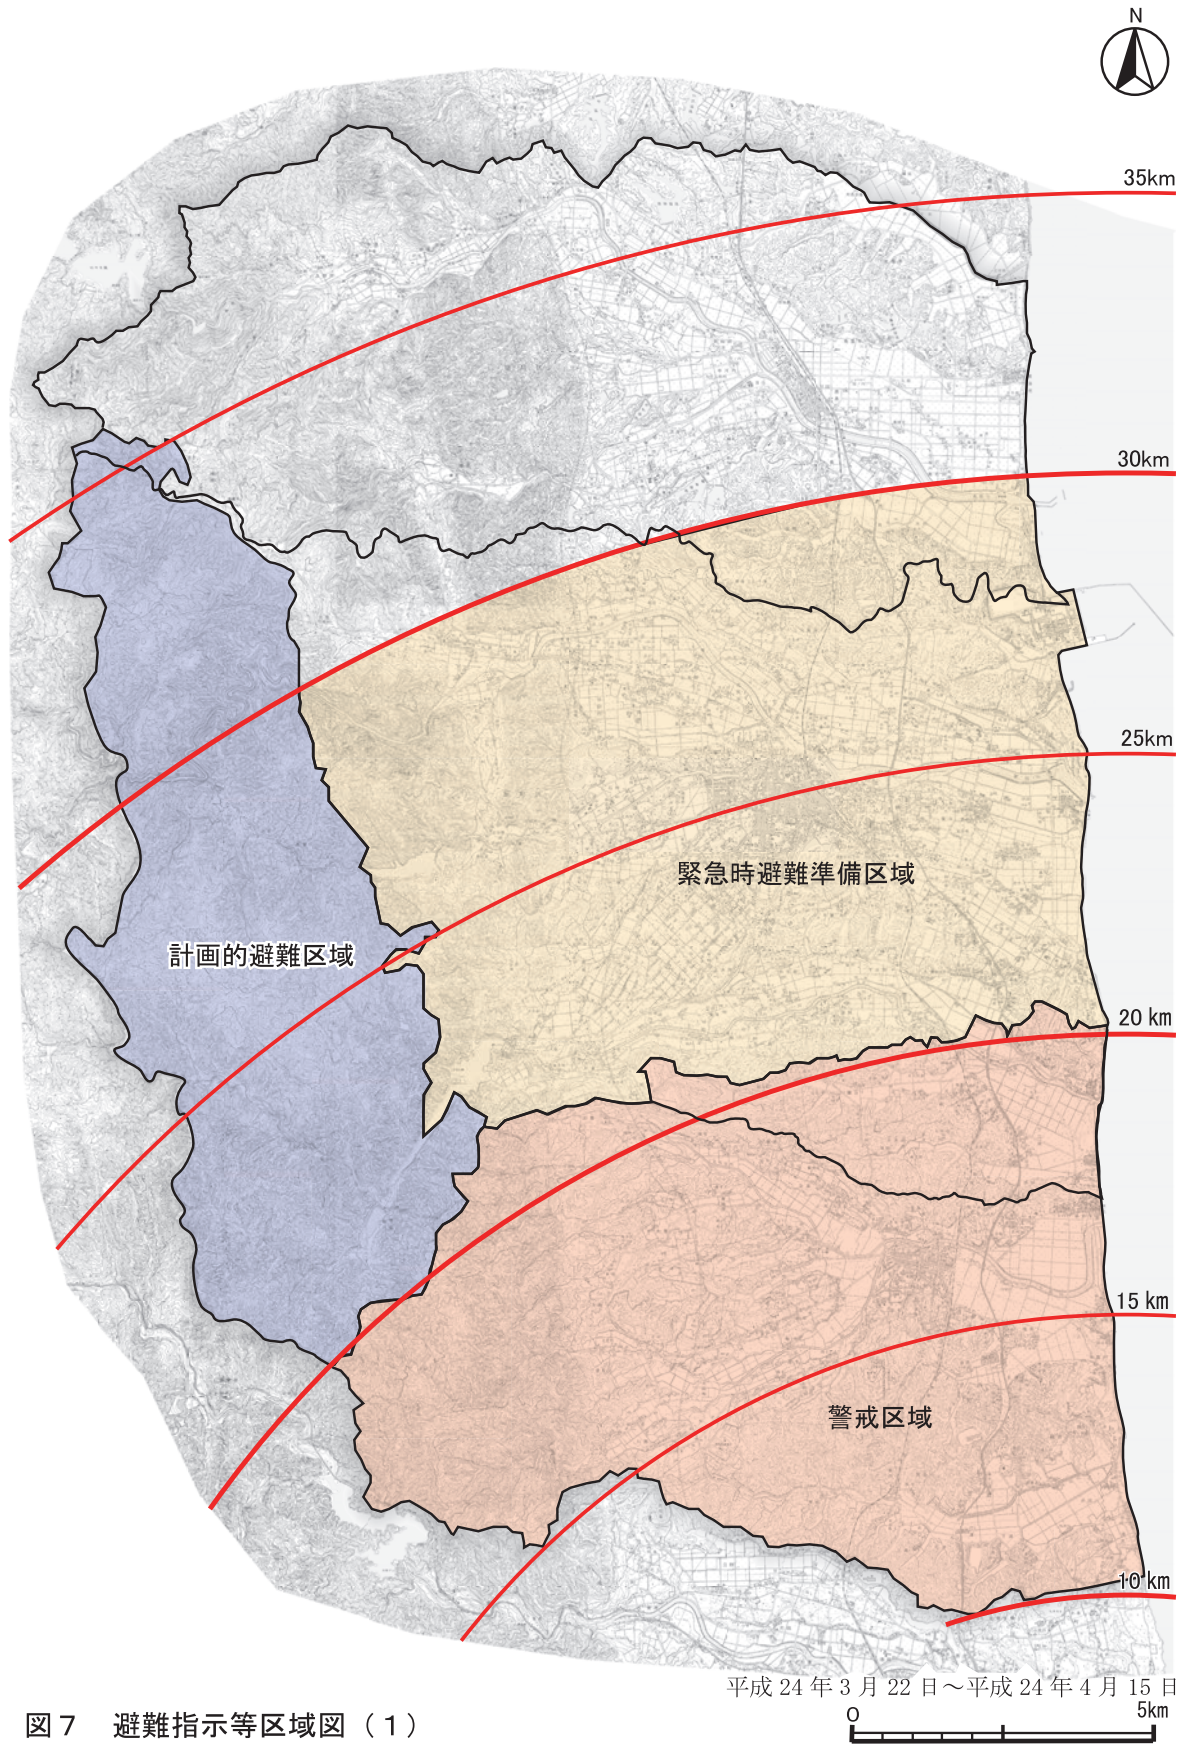 N
35km
30km
25km
緊急時避難準備区域
計画的避難区域
20 km
15 km
警戒区域
10 km
平成 24 年 3 月 22 日～平成 24 年 4 月 15 日
0 5km
図７　避難指示等区域図（１）